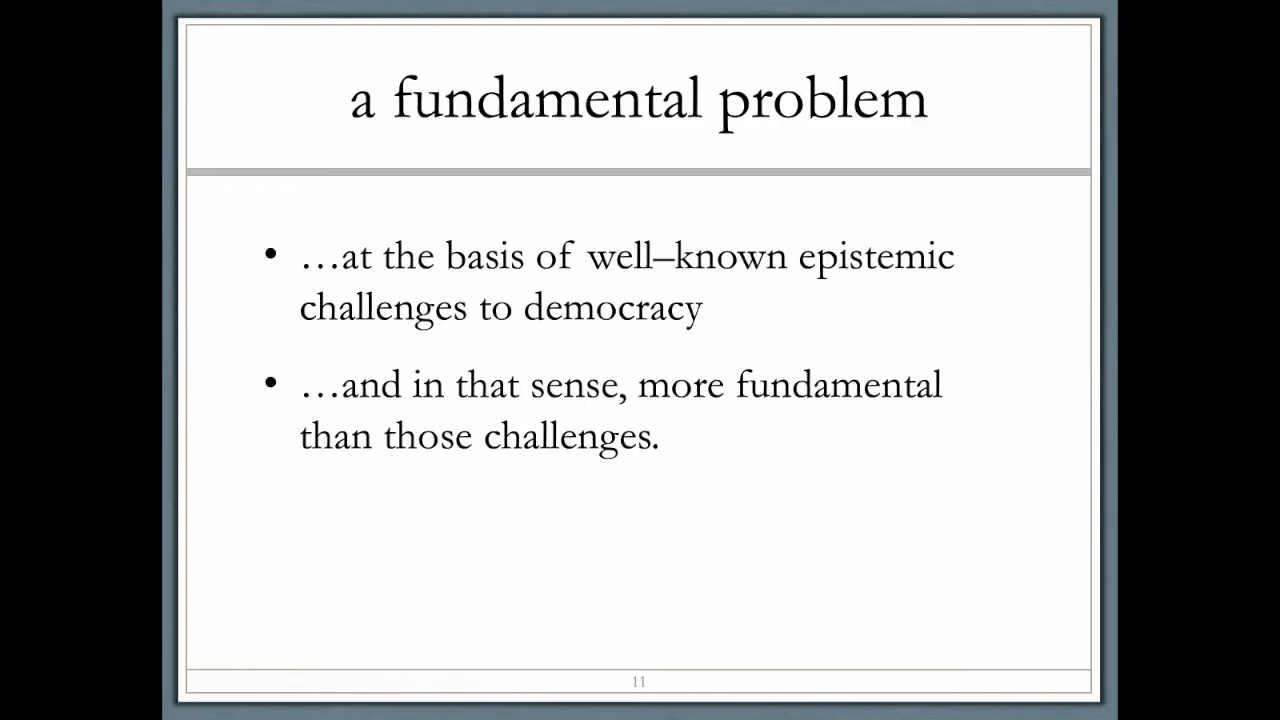 a fundamental problem
• …at the basis of well–known epistemic
challenges to democracy
• …and in that sense, more fundamental
than those challenges.
11